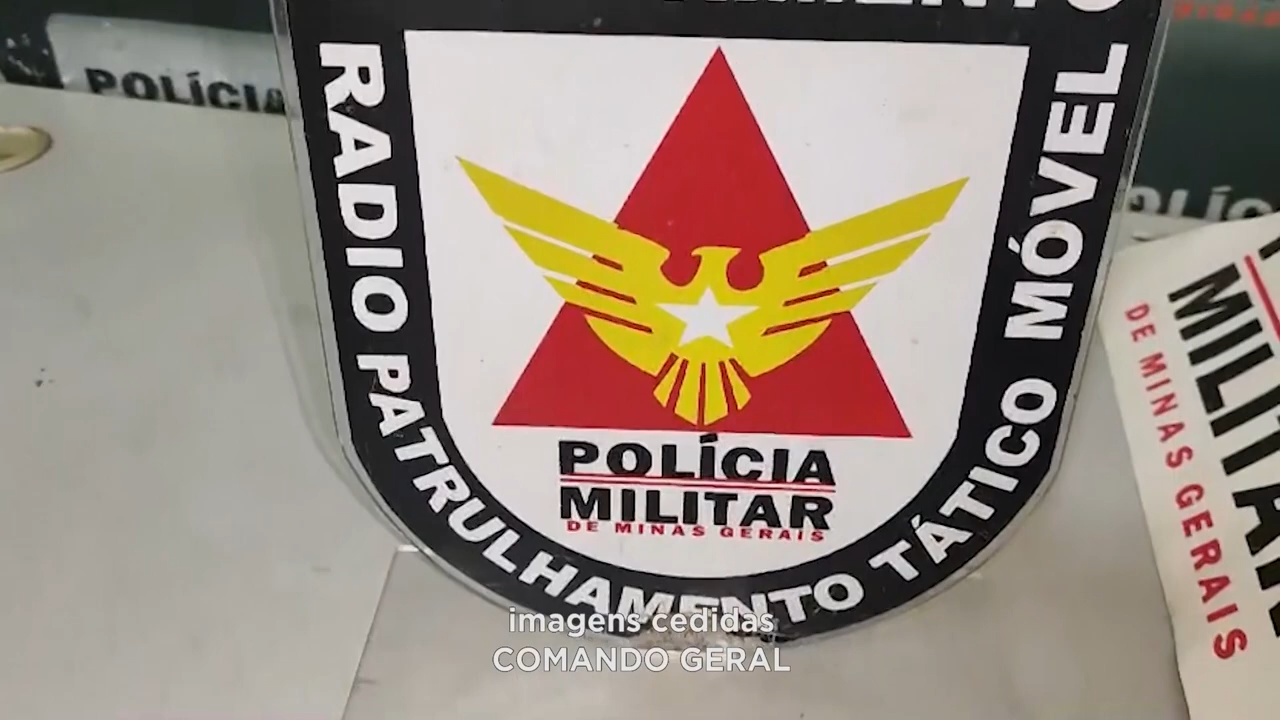 POLÍCIA
RADIO PATRULHAMENTO TÁTICO MÓVEL
POLÍCIA
MILITAR
DE MINAS GERAIS
MILITAR
DE MINAS GERAIS
imagens cedidas
COMANDO GERAL